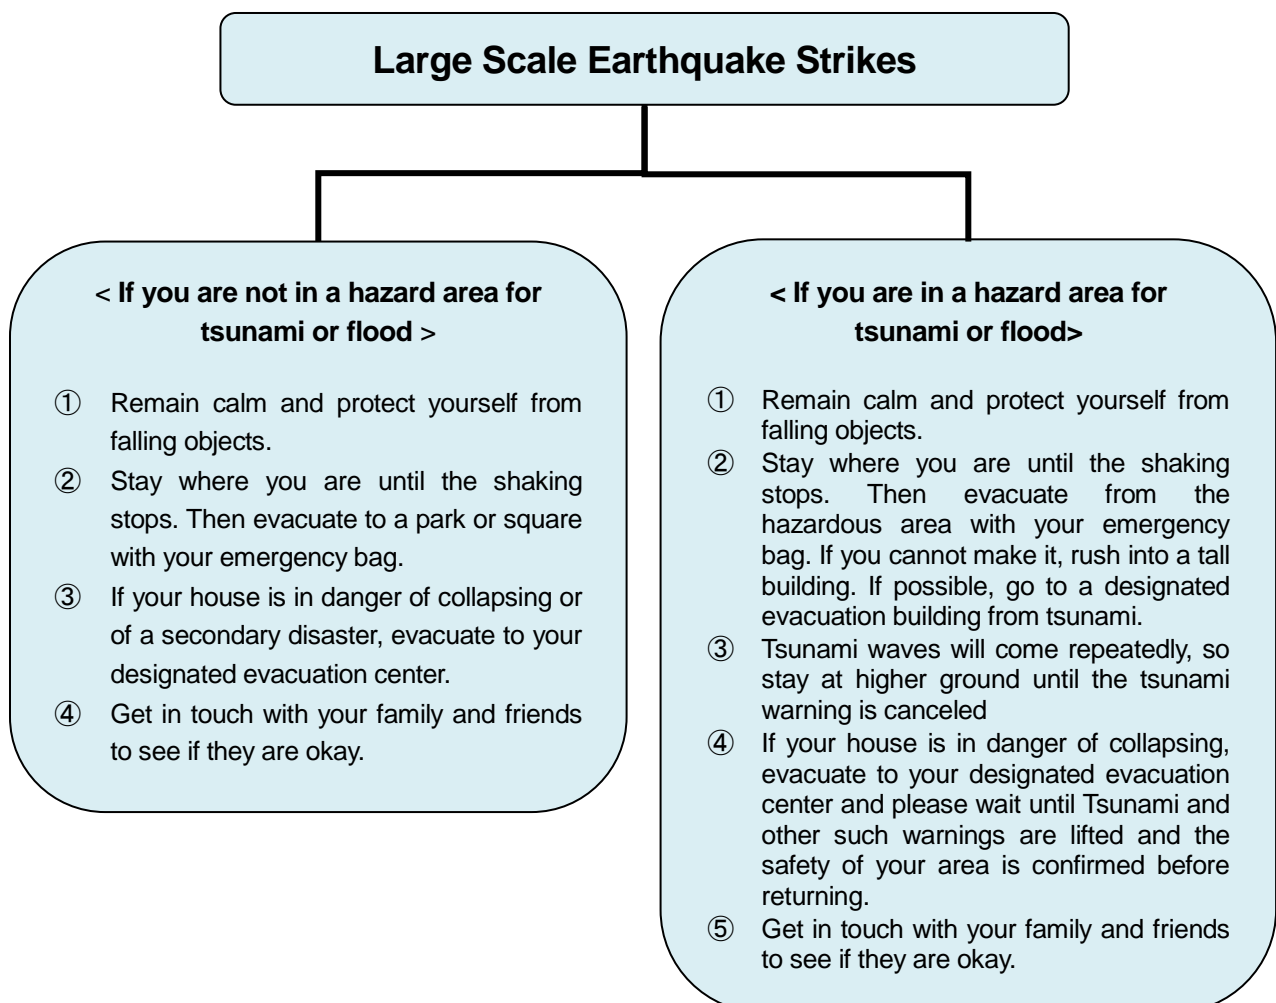 Large Scale Earthquake Strikes
< If you are not in a hazard area for
tsunami or flood >
① Remain calm and protect yourself from
falling objects.
② Stay where you are until the shaking
stops. Then evacuate to a park or square
with your emergency bag.
③ If your house is in danger of collapsing or
of a secondary disaster, evacuate to your
designated evacuation center.
④ Get in touch with your family and friends
to see if they are okay.
< If you are in a hazard area for
tsunami or flood>
① Remain calm and protect yourself from
falling objects.
② Stay where you are until the shaking
stops. Then evacuate from the
hazardous area with your emergency
bag. If you cannot make it, rush into a tall
building. If possible, go to a designated
evacuation building from tsunami.
③ Tsunami waves will come repeatedly, so
stay at higher ground until the tsunami
warning is canceled
④ If your house is in danger of collapsing,
evacuate to your designated evacuation
center and please wait until Tsunami and
other such warnings are lifted and the
safety of your area is confirmed before
returning.
⑤ Get in touch with your family and friends
to see if they are okay.